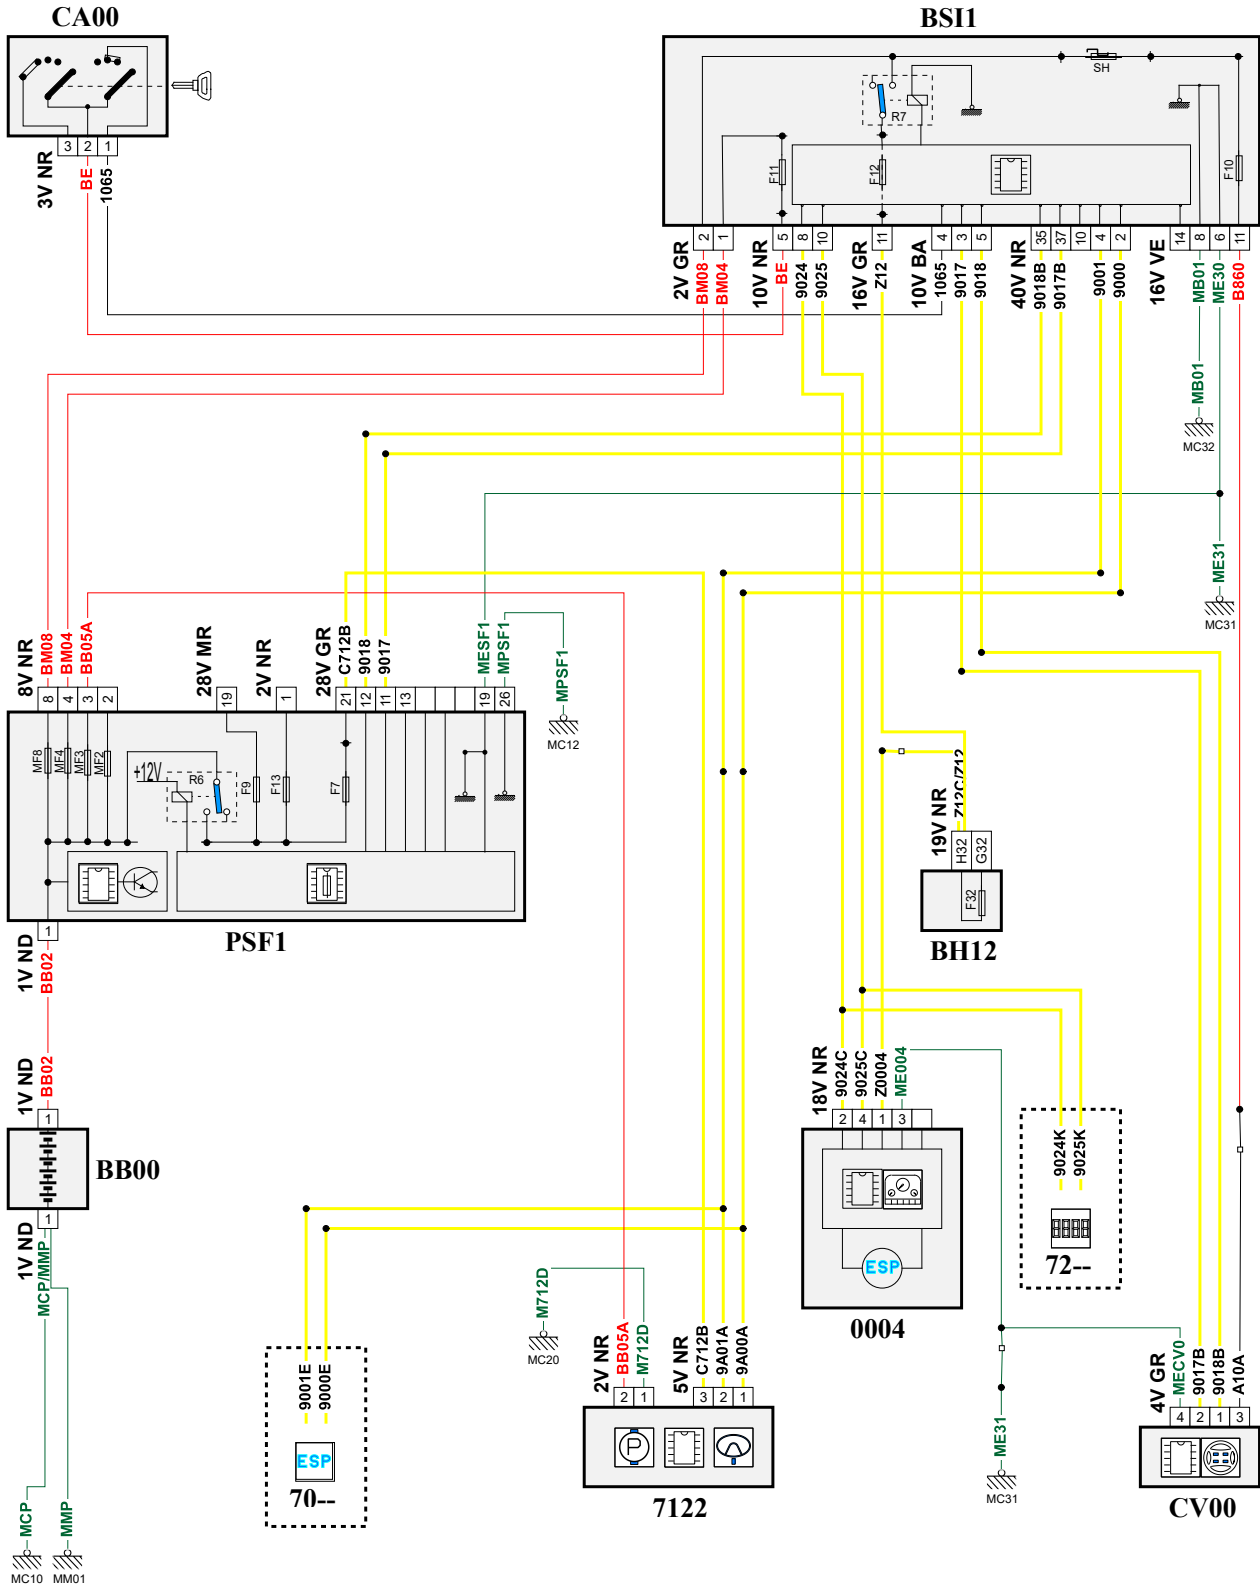 CA00
BSI1
SH
R7
F11
F12
F10
3 2 1
3V NR
BE
1065
2 1 5 8 10 11 4 3 5 35 37 10 4 2 14 8 6 11
2V GR
BM08
BM04
10V NR
BE
9024
9025
16V GR
Z12
10V BA
1065
9017
9018
40V NR
9018B
9017B
9001
9000
16V VE
MB01
ME30
B860
MB01
MC32
ME31
MC31
8V NR
BM08
BM04
BB05A
28V MR
2V NR
28V GR
C712B
9018
9017
MESF1
MPSF1
MPSF1
MC12
8 4 3 2 19 1 21 12 11 13 19 26
MF8
MF4
MF3
MF2
+12V
R6
F9
F13
F7
PSF1
1
1V ND
BB02
19V NR
Z12C/Z12
H32 G32
F32
BH12
1V ND
BB02
1
BB00
1
1V ND
MCP/MMP
18V NR
9024C
9025C
Z0004
ME004
2 4 1 3
ESP
0004
9024K
9025K
72--
M712D
MC20
2V NR
BB05A
M712D
5V NR
C712B
9A01A
9A00A
2 1 3 2 1
P
7122
9001E
9000E
ESP
70--
ME31
MC31
4V GR
MECV0
9017B
9018B
A10A
4 2 1 3
CV00
MCP
MMP
MC10
MM01